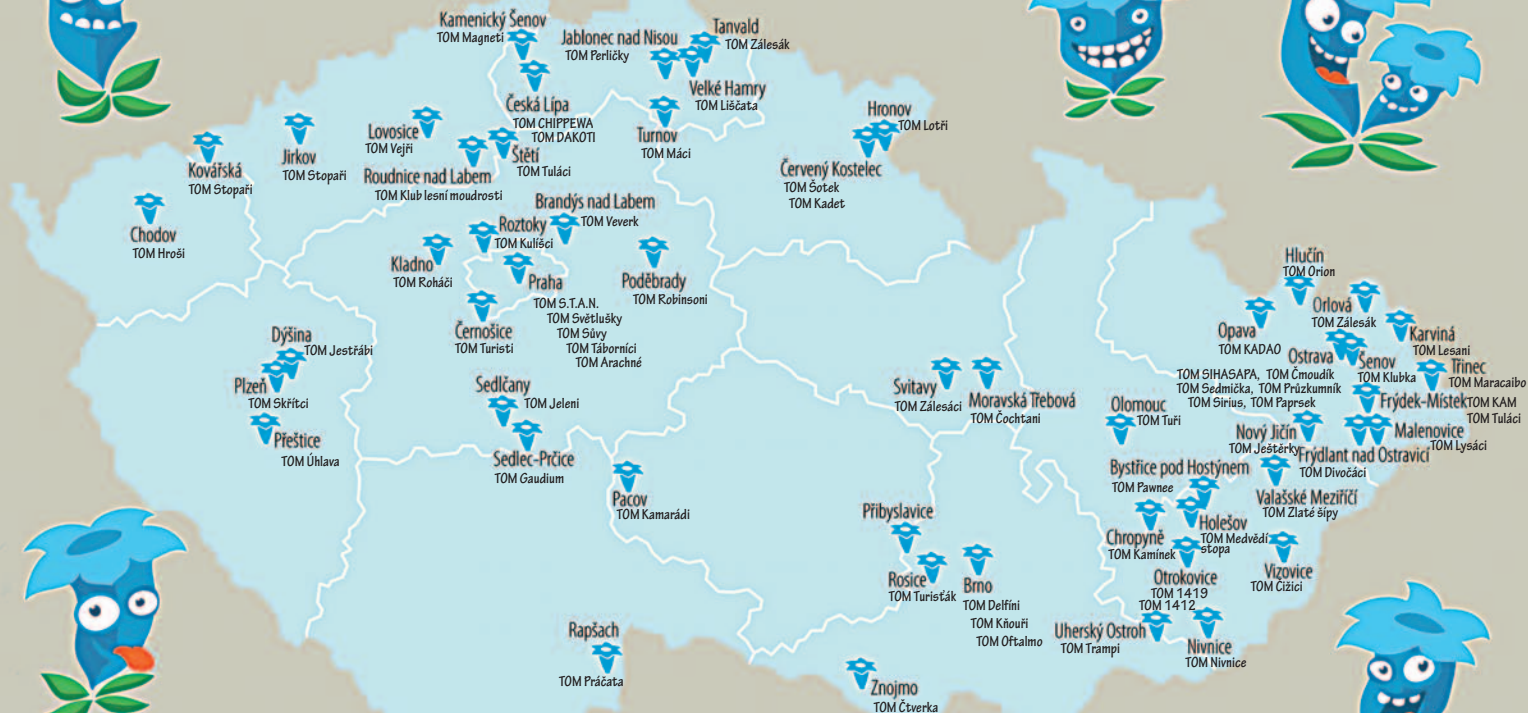 Kamenický Šenov
TOM Magneti
Jablonec nad Nisou
TOM Perličky
Tanvald
TOM Zálesák
Velké Hamry
TOM Liščata
Česká Lípa
TOM CHIPPEWA
TOM DAKOTI
Turnov
TOM Máci
Hronov
TOM Lotři
Červený Kostelec
TOM Šotek
TOM Kadet
Lovosice
TOM Vejři
Jirkov
TOM Stopaři
Kovářská
TOM Stopaři
Štětí
TOM Tuláci
Roudnice nad Labem
TOM Klub lesní moudrosti
Chodov
TOM Hroši
Brandýs nad Labem
TOM Veverk
Roztoky
TOM Kulíšci
Kladno
TOM Roháči
Praha
TOM S.T.A.N.
TOM Světlušky
TOM Sůvy
TOM Táborníci
TOM Arachné
Poděbrady
TOM Robinsoni
Černošice
TOM Turisti
Dýšina
TOM Jestřábi
Plzeň
TOM Skřítci
Přeštice
TOM Úhlava
Sedlčany
TOM Jeleni
Sedlec-Prčice
TOM Gaudium
Pacov
TOM Kamarádi
Rapšach
TOM Práčata
Svitavy
TOM Zálesáci
Moravská Třebová
TOM Čochtani
Přibyslavice
Rosice
TOM Turisťák
Brno
TOM Delfíni
TOM Kňouři
TOM Oftalmo
Znojmo
TOM Čtverka
Hlučín
TOM Orion
Orlová
TOM Zálesák
Opava
TOM KADAO
Karviná
TOM Lesani
Ostrava
TOM SIHASAPA, TOM Čmoudík
TOM Sedmička, TOM Průzkumník
TOM Sirius, TOM Paprsek
Šenov
TOM Klubka
Třinec
TOM Maracaibo
Frýdek-Místek
TOM KAM
TOM Tuláci
Olomouc
TOM Tuři
Nový Jičín
TOM Ještěrky
Malenovice
TOM Lysáci
Frýdlant nad Ostravicí
TOM Divočáci
Bystřice pod Hostýnem
TOM Pawnee
Valašské Meziříčí
TOM Zlaté šípy
Holešov
TOM Medvědí
stopa
Chropyně
TOM Kamínek
Vizovice
TOM Čižici
Otrokovice
TOM 1419
TOM 1412
Uherský Ostroh
TOM Trampi
Nivnice
TOM Nivnice